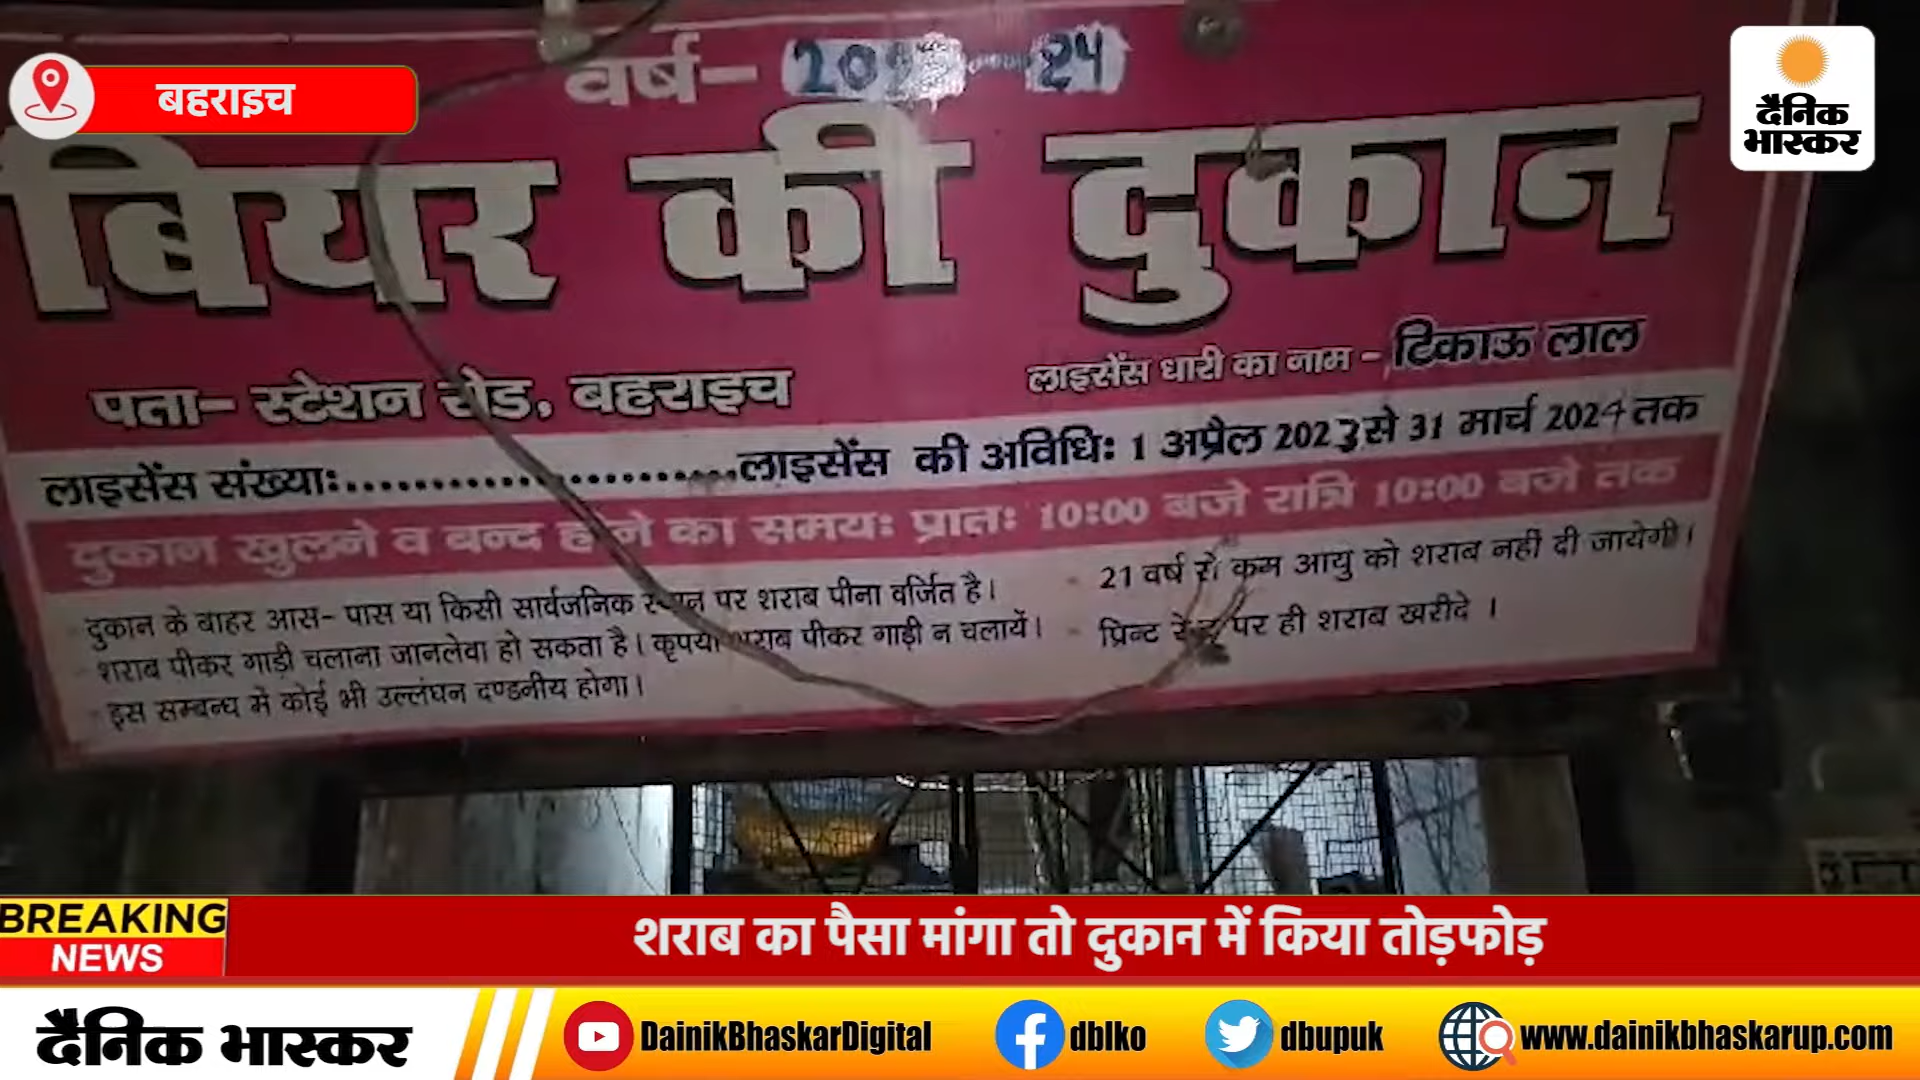 वर्ष- 2023-24
बहराइच
दैनिक
भास्कर
बियर की दुकान
पता- स्टेशन रोड, बहराइच
लाइसेंस धारी का नाम - टिकाऊ लाल
लाइसेंस संख्याः........................लाइसेंस की अविधिः 1 अप्रैल 2023 से 31 मार्च 2024 तक
दुकान खुलने व बन्द होने का समयः प्रातः 10:00 बजे रात्रि 10:00 बजे तक
- दुकान के बाहर आस- पास या किसी सार्वजनिक स्थान पर शराब पीना वर्जित है।
- शराब पीकर गाड़ी चलाना जानलेवा हो सकता है। कृपया शराब पीकर गाड़ी न चलायें।
- इस सम्बन्ध में कोई भी उल्लंघन दण्डनीय होगा।
- 21 वर्ष से कम आयु को शराब नहीं दी जायेगी।
- प्रिन्ट रेट पर ही शराब खरीदे ।
BREAKING
NEWS
शराब का पैसा मांगा तो दुकान में किया तोड़फोड़
दैनिक भास्कर
DainikBhaskarDigital
dblko
dbupuk
www.dainikbhaskarup.com